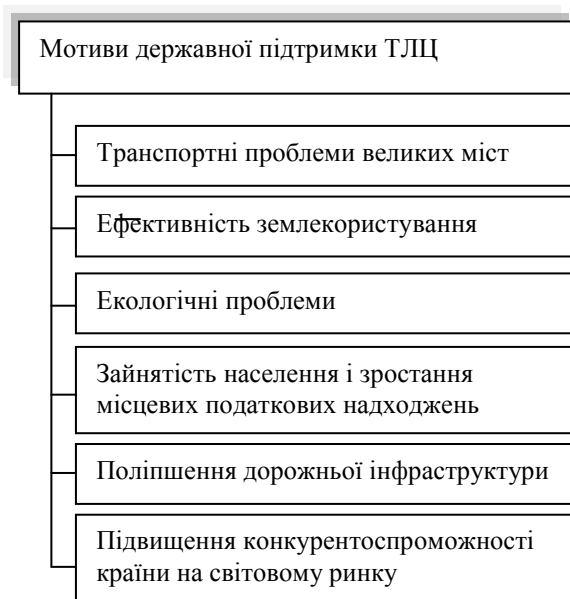 Мотиви державної підтримки ТЛЦ
Транспортні проблеми великих міст
Ефективність землекористування
Екологічні проблеми
Зайнятість населення і зростання
місцевих податкових надходжень
Поліпшення дорожньої інфраструктури
Підвищення конкурентоспроможності
країни на світовому ринку